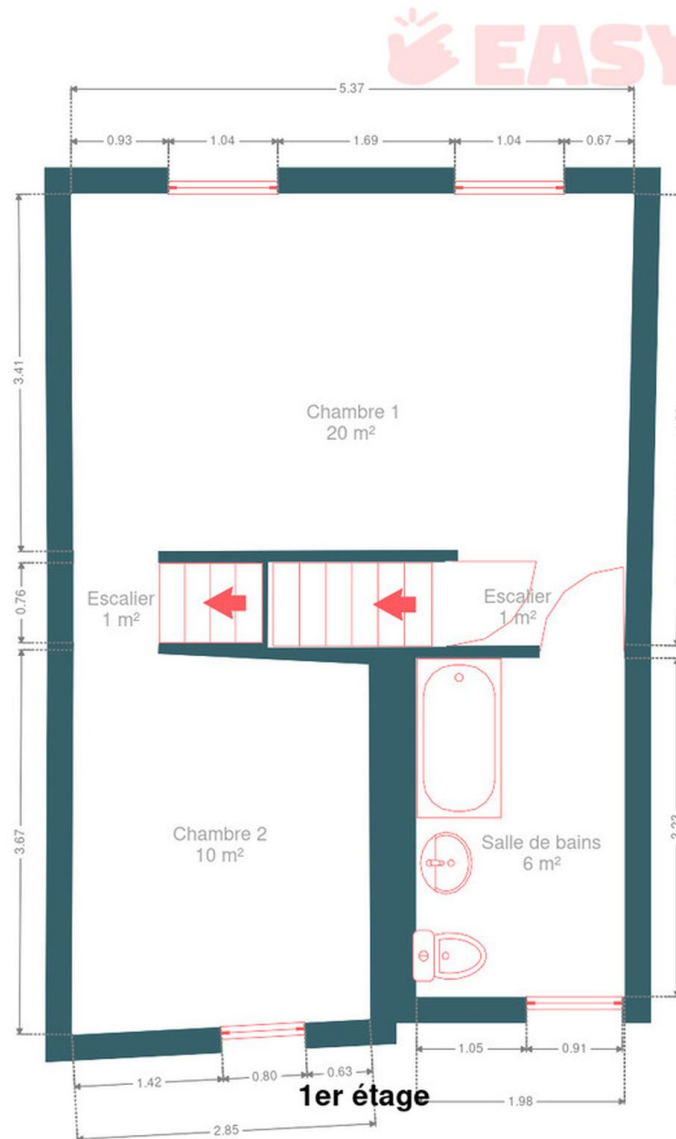 EASY
5.37
0.93
1.04
1.69
1.04
0.67
3.41
Chambre 1
20 m²
0.76
Escalier
1 m²
Escalier
1 m²
3.67
Chambre 2
10 m²
Salle de bains
6 m²
1.42
0.80
0.63
2.85
1.05
0.91
1.98
1er étage